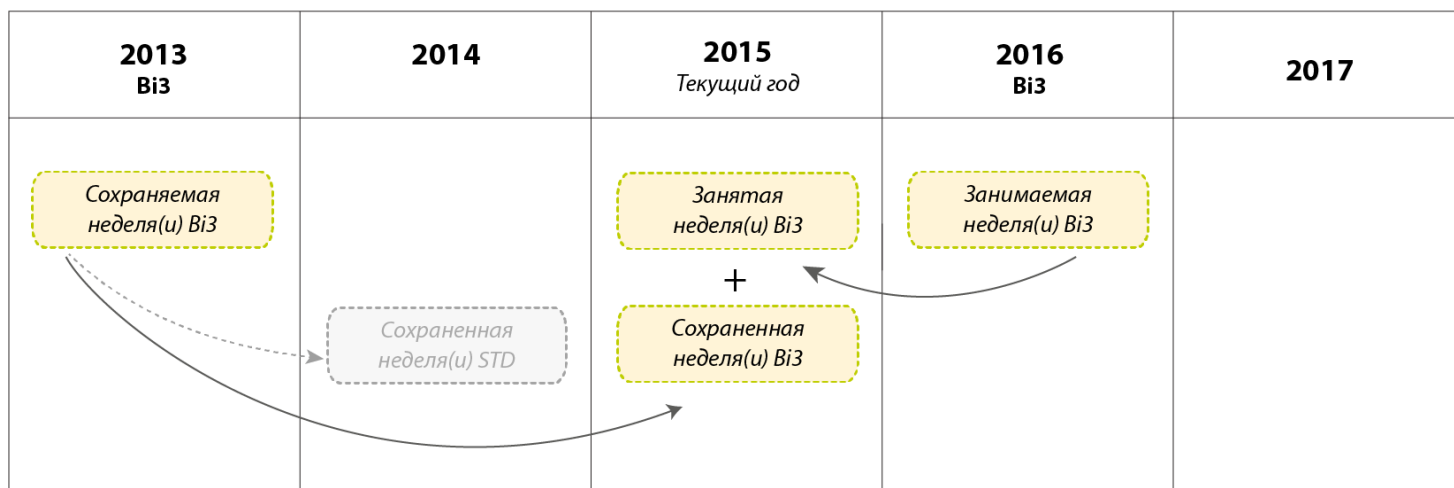 2013
Bi3
2014
2015
Текущий год
2016
Bi3
2017
Сохраняемая
неделя(и) Bi3
Занятая
неделя(и) Bi3
Занимаемая
неделя(и) Bi3
+
Сохраненная
неделя(и) STD
Сохраненная
неделя(и) Bi3